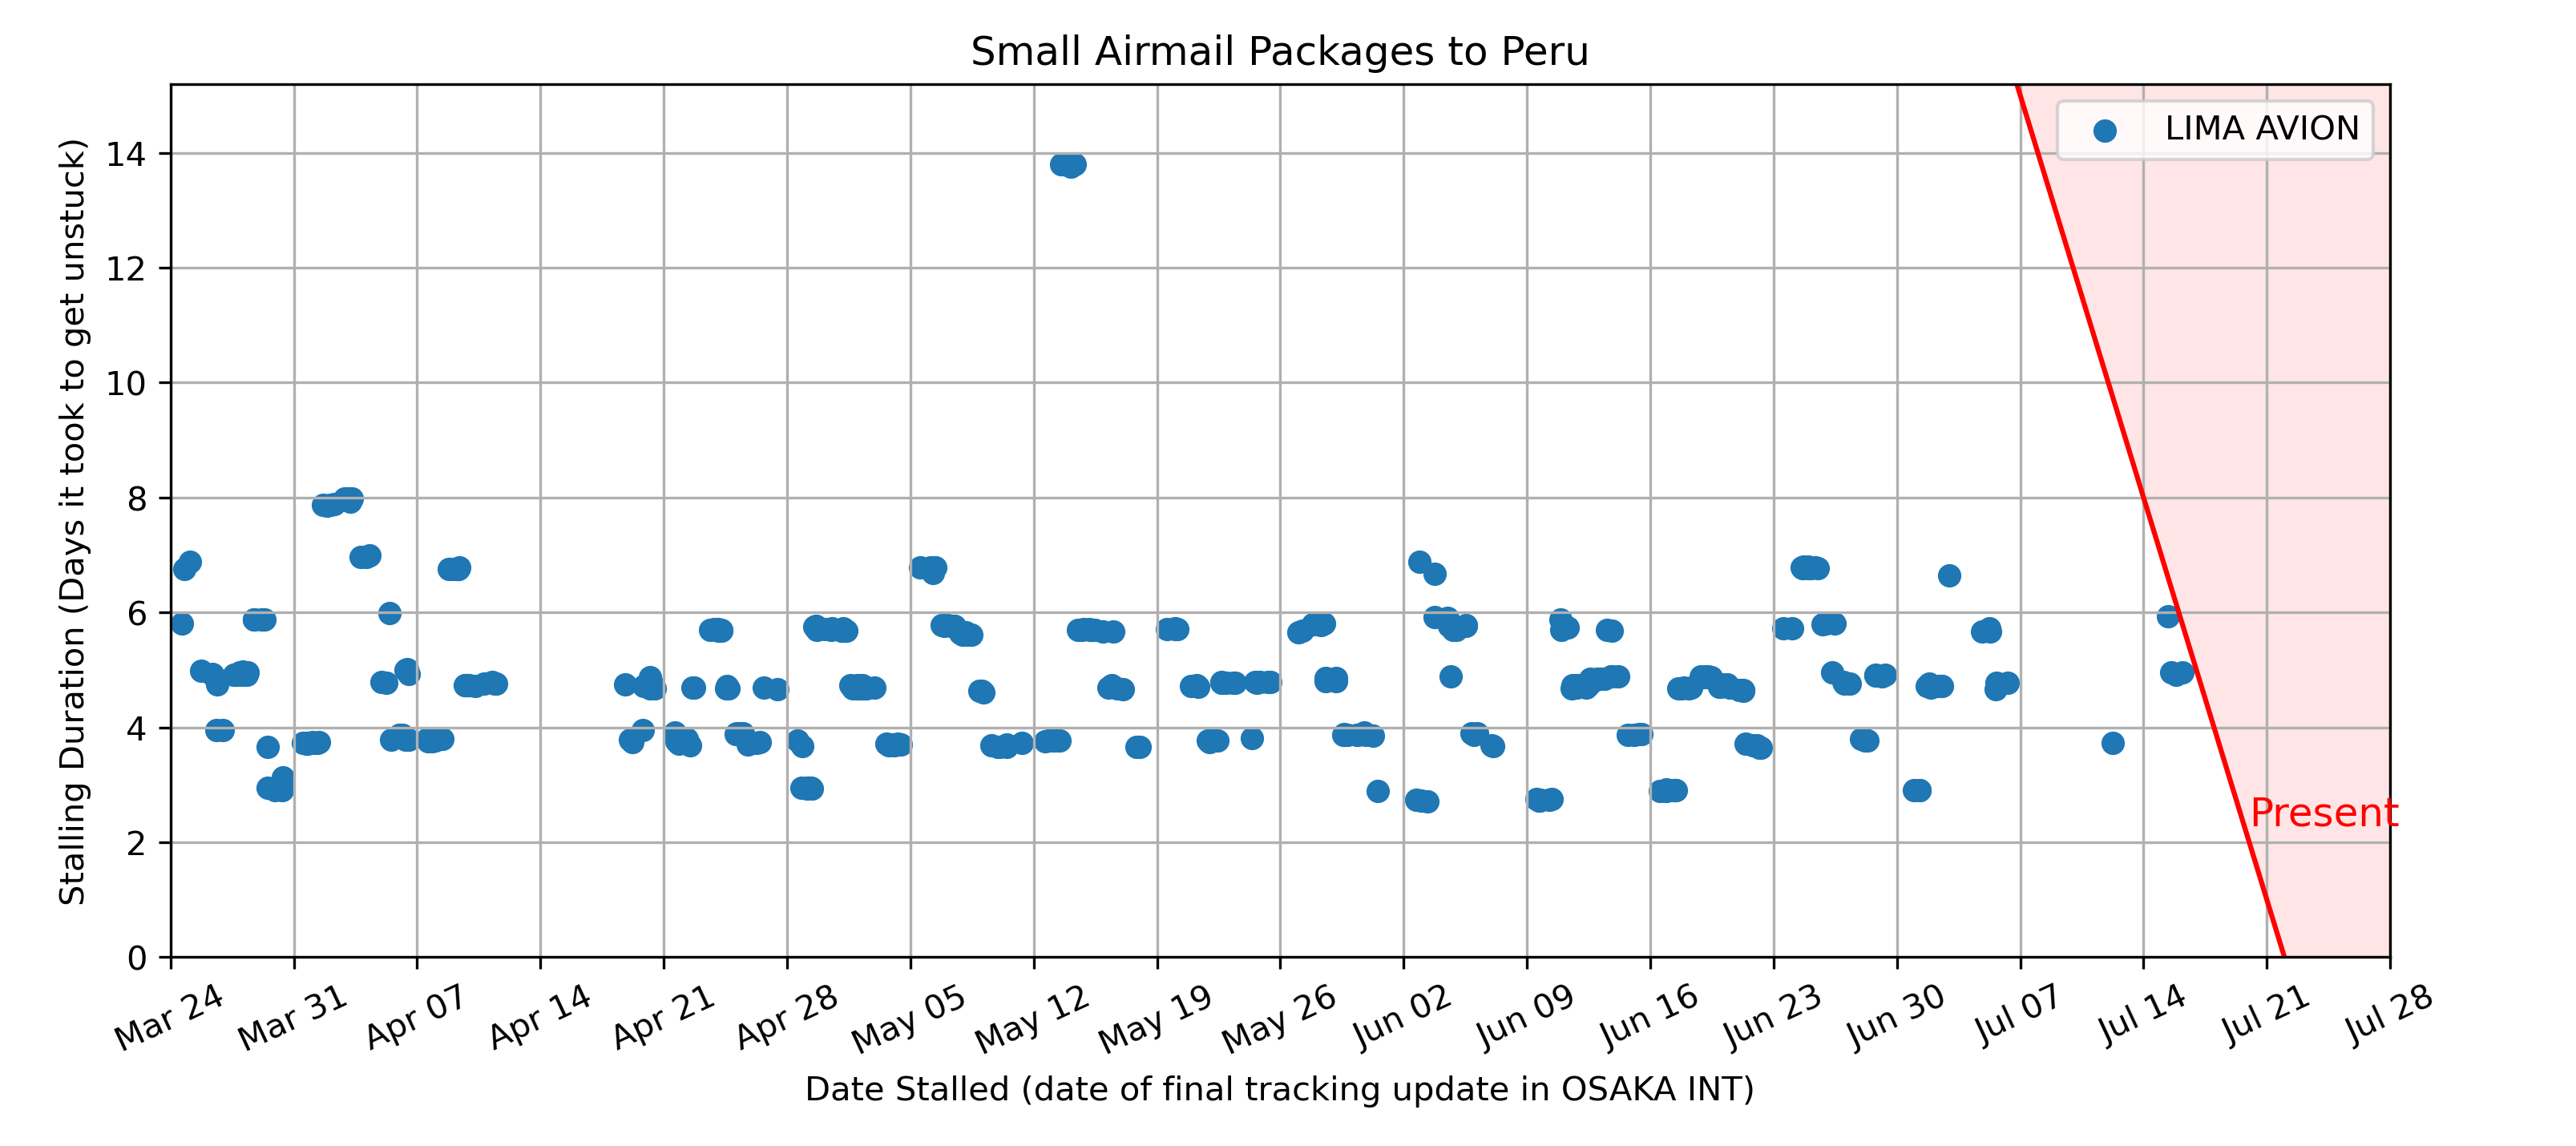 Small Airmail Packages to Peru
LIMA AVION
Stalling Duration (Days it took to get unstuck)
14
12
10
8
6
4
2
0
Present
Mar 24
Mar 31
Apr 07
Apr 14
Apr 21
Apr 28
May 05
May 12
May 19
May 26
Jun 02
Jun 09
Jun 16
Jun 23
Jun 30
Jul 07
Jul 14
Jul 21
Jul 28
Date Stalled (date of final tracking update in OSAKA INT)